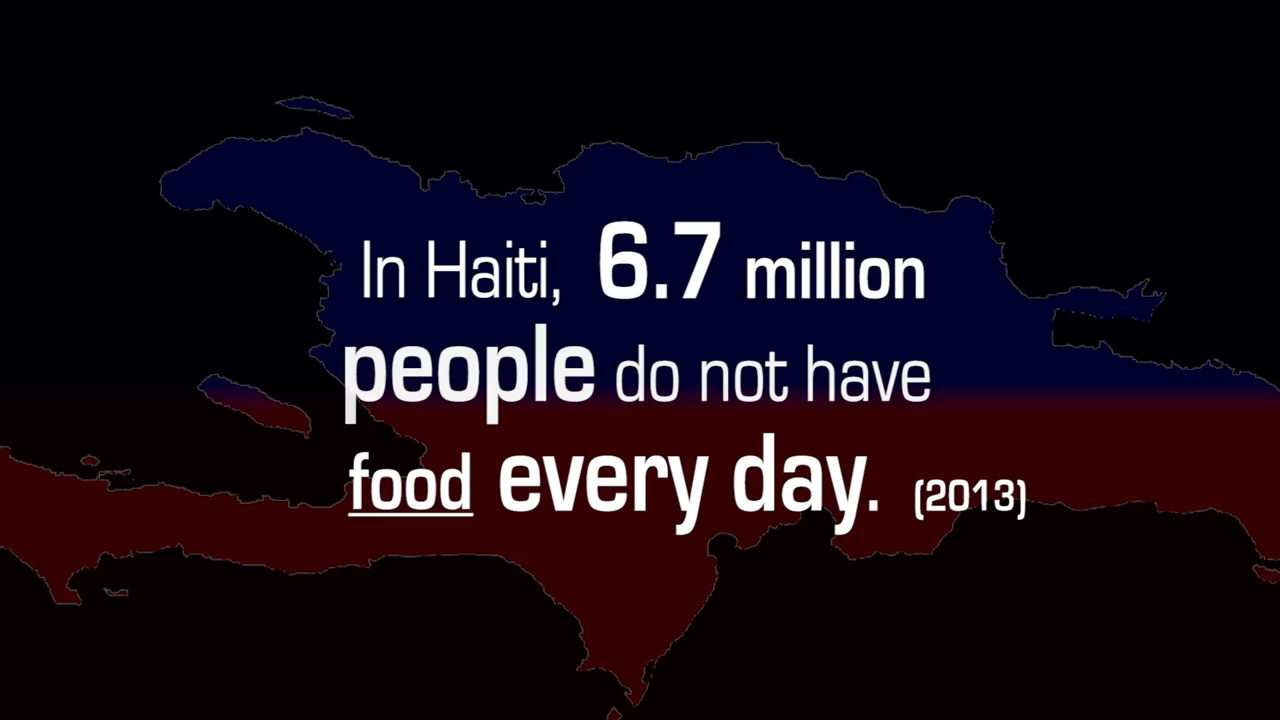 In Haiti, 6.7 million
people do not have
food every day. (2013)